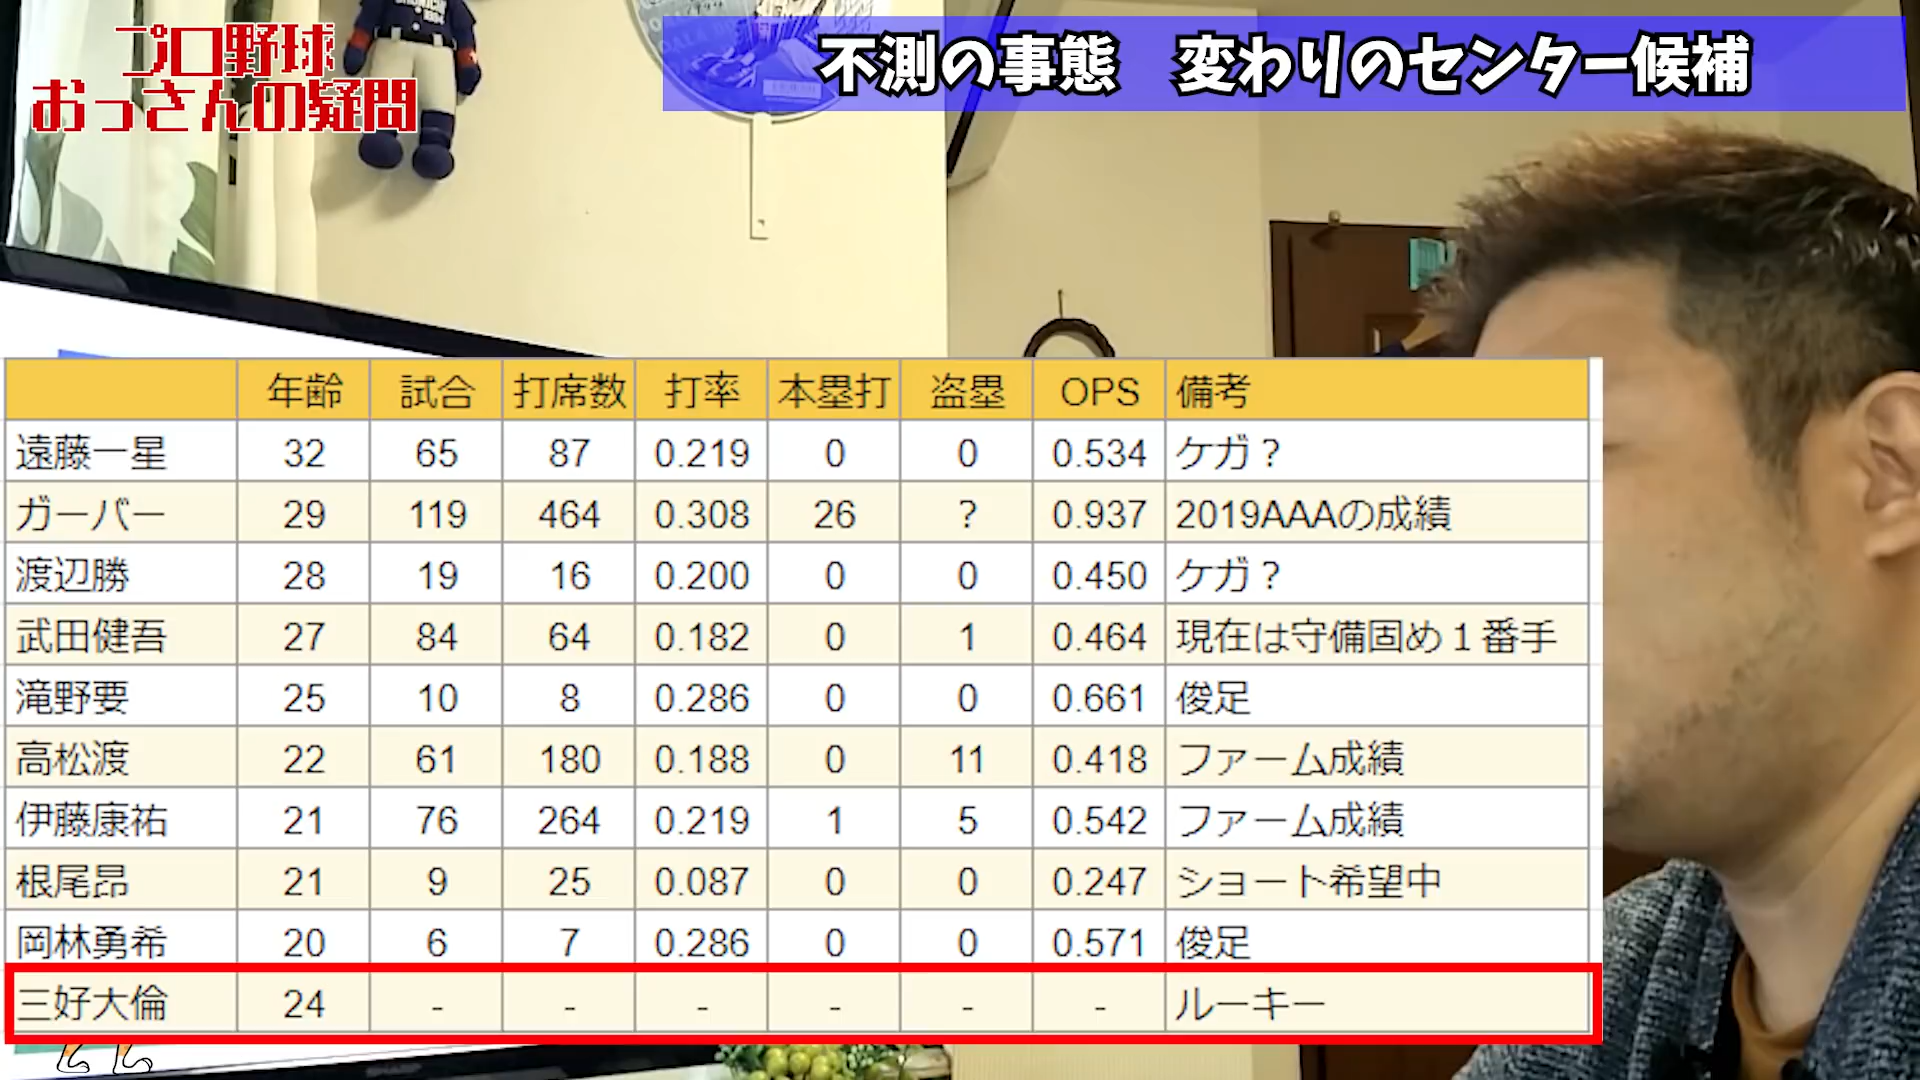 プロ野球
おっさんの疑問
不測の事態　変わりのセンター候補
年齢 試合 打席数 打率 本塁打 盗塁 OPS 備考
遠藤一星 32 65 87 0.219 0 0 0.534 ケガ？
ガーバー 29 119 464 0.308 26 ? 0.937 2019AAAの成績
渡辺勝 28 19 16 0.200 0 0 0.450 ケガ？
武田健吾 27 84 64 0.182 0 1 0.464 現在は守備固め１番手
滝野要 25 10 8 0.286 0 0 0.661 俊足
高松渡 22 61 180 0.188 0 11 0.418 ファーム成績
伊藤康祐 21 76 264 0.219 1 5 0.542 ファーム成績
根尾昂 21 9 25 0.087 0 0 0.247 ショート希望中
岡林勇希 20 6 7 0.286 0 0 0.571 俊足
三好大倫 24 - - - - - - ルーキー